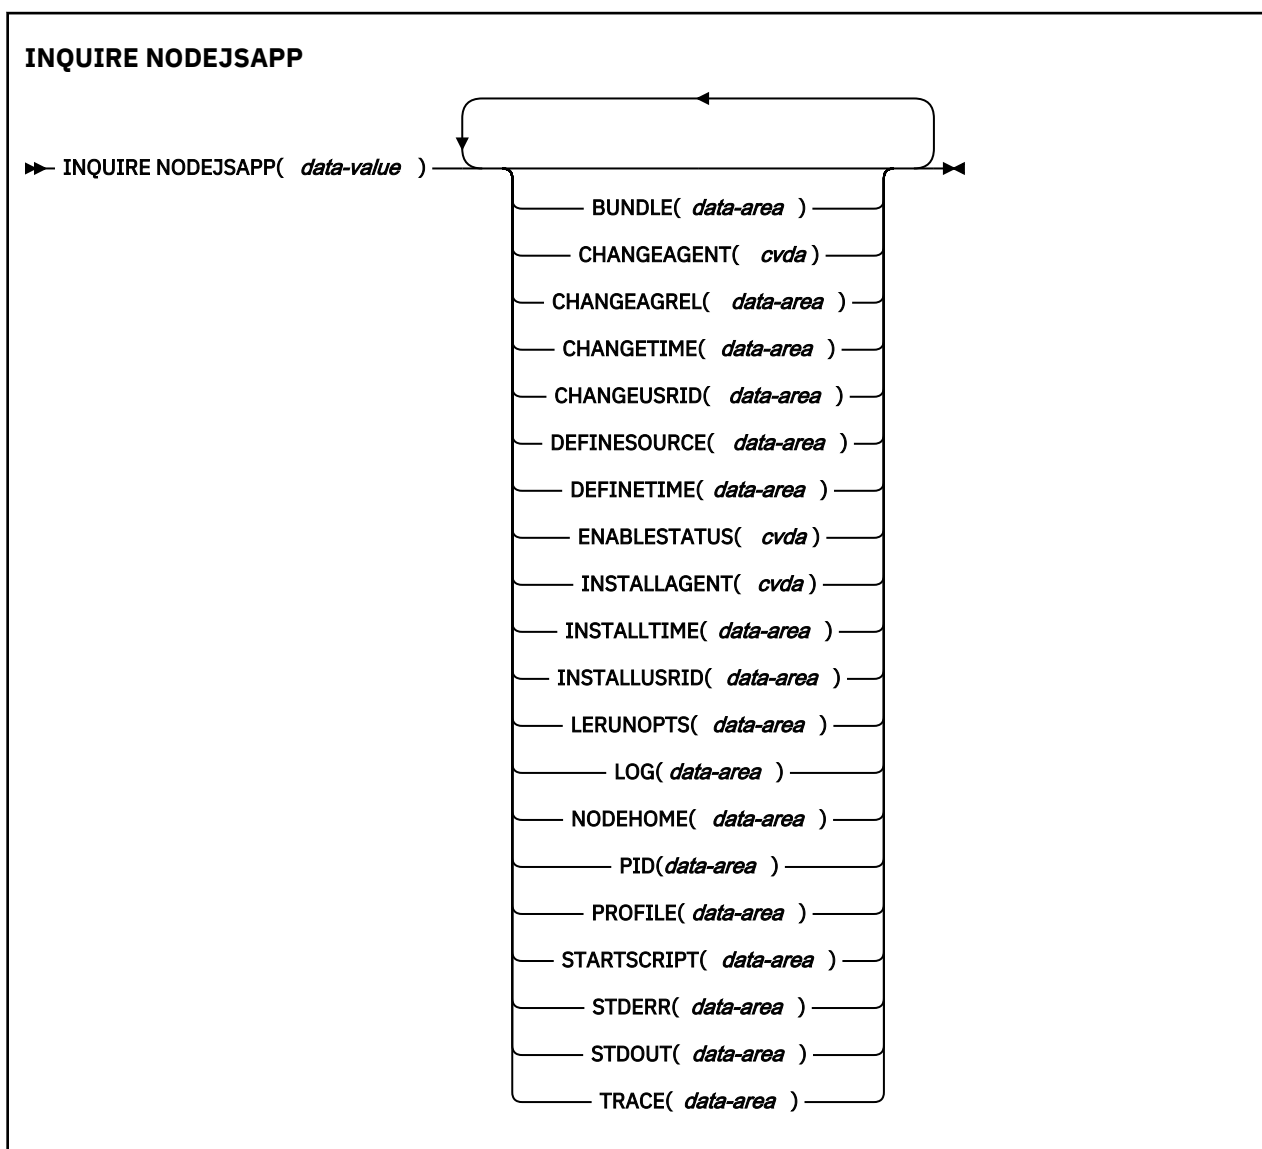 INQUIRE NODEJSAPP
INQUIRE NODEJSAPP( data-value )
BUNDLE( data-area )
CHANGEAGENT( cvda )
CHANGEAGREL( data-area )
CHANGETIME( data-area )
CHANGEUSRID( data-area )
DEFINESOURCE( data-area )
DEFINETIME( data-area )
ENABLESTATUS( cvda )
INSTALLAGENT( cvda )
INSTALLTIME( data-area )
INSTALLUSRID( data-area )
LERUNOPTS( data-area )
LOG( data-area )
NODEHOME( data-area )
PID(data-area )
PROFILE( data-area )
STARTSCRIPT( data-area )
STDERR( data-area )
STDOUT( data-area )
TRACE( data-area )